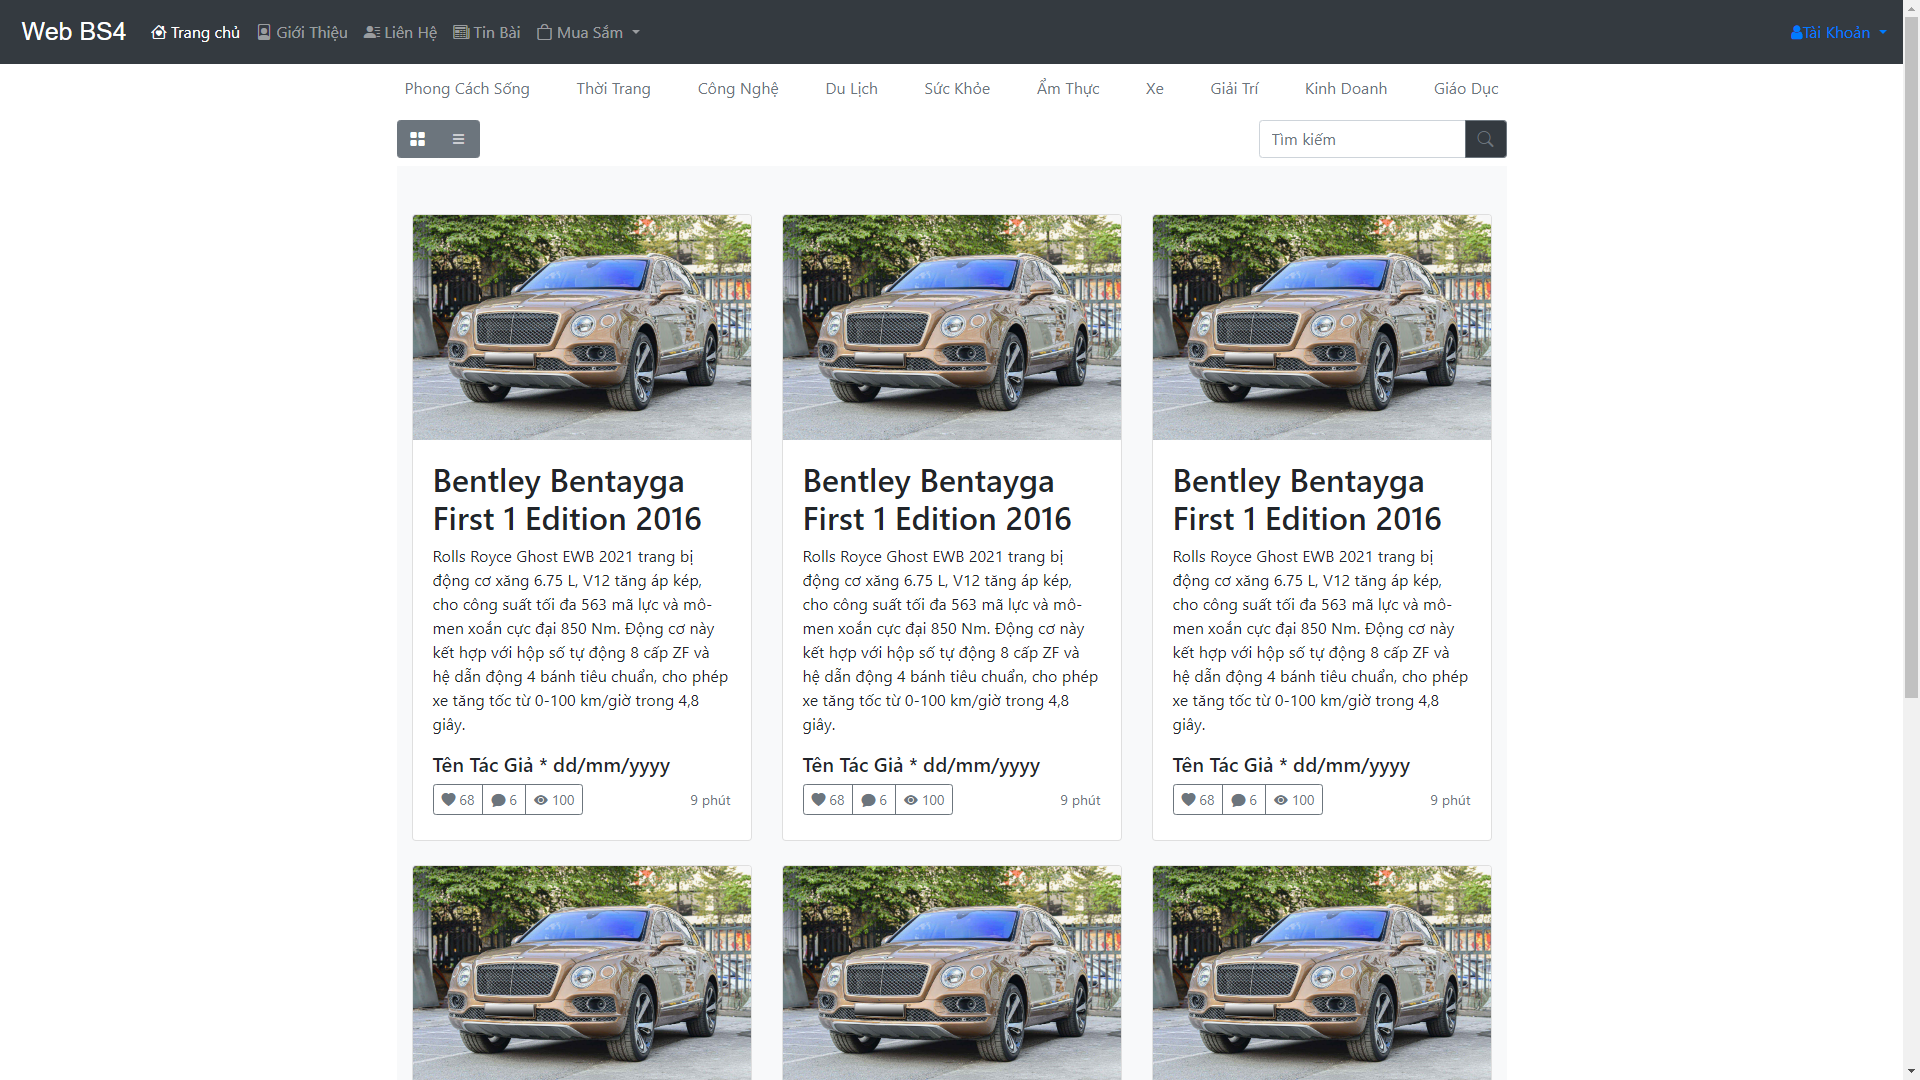 Web BS4 Trang chủ Giới Thiệu Liên Hệ Tin Bài Mua Sắm Tài Khoản
Phong Cách Sống Thời Trang Công Nghệ Du Lịch Sức Khỏe Ẩm Thực Xe Giải Trí Kinh Doanh Giáo Dục
Tìm kiếm
Bentley Bentayga
First 1 Edition 2016
Rolls Royce Ghost EWB 2021 trang bị
động cơ xăng 6.75 L, V12 tăng áp kép,
cho công suất tối đa 563 mã lực và mô-
men xoắn cực đại 850 Nm. Động cơ này
kết hợp với hộp số tự động 8 cấp ZF và
hệ dẫn động 4 bánh tiêu chuẩn, cho phép
xe tăng tốc từ 0-100 km/giờ trong 4,8
giây.
Tên Tác Giả * dd/mm/yyyy
68 6 100 9 phút
Bentley Bentayga
First 1 Edition 2016
Rolls Royce Ghost EWB 2021 trang bị
động cơ xăng 6.75 L, V12 tăng áp kép,
cho công suất tối đa 563 mã lực và mô-
men xoắn cực đại 850 Nm. Động cơ này
kết hợp với hộp số tự động 8 cấp ZF và
hệ dẫn động 4 bánh tiêu chuẩn, cho phép
xe tăng tốc từ 0-100 km/giờ trong 4,8
giây.
Tên Tác Giả * dd/mm/yyyy
68 6 100 9 phút
Bentley Bentayga
First 1 Edition 2016
Rolls Royce Ghost EWB 2021 trang bị
động cơ xăng 6.75 L, V12 tăng áp kép,
cho công suất tối đa 563 mã lực và mô-
men xoắn cực đại 850 Nm. Động cơ này
kết hợp với hộp số tự động 8 cấp ZF và
hệ dẫn động 4 bánh tiêu chuẩn, cho phép
xe tăng tốc từ 0-100 km/giờ trong 4,8
giây.
Tên Tác Giả * dd/mm/yyyy
68 6 100 9 phút